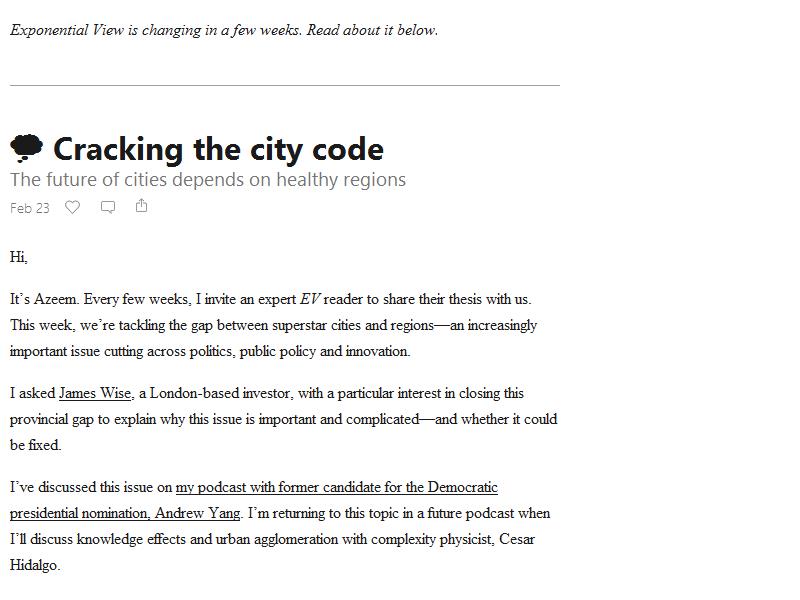 Exponential View is changing in a few weeks. Read about it below.
Cracking the city code
The future of cities depends on healthy regions
Feb 23
Hi,
It's Azeem. Every few weeks, I invite an expert EV reader to share their thesis with us.
This week, we're tackling the gap between superstar cities and regions—an increasingly
important issue cutting across politics, public policy and innovation.
I asked James Wise, a London-based investor, with a particular interest in closing this
provincial gap to explain why this issue is important and complicated—and whether it could
be fixed.
I've discussed this issue on my podcast with former candidate for the Democratic
presidential nomination, Andrew Yang. I'm returning to this topic in a future podcast when
I'll discuss knowledge effects and urban agglomeration with complexity physicist, Cesar
Hidalgo.